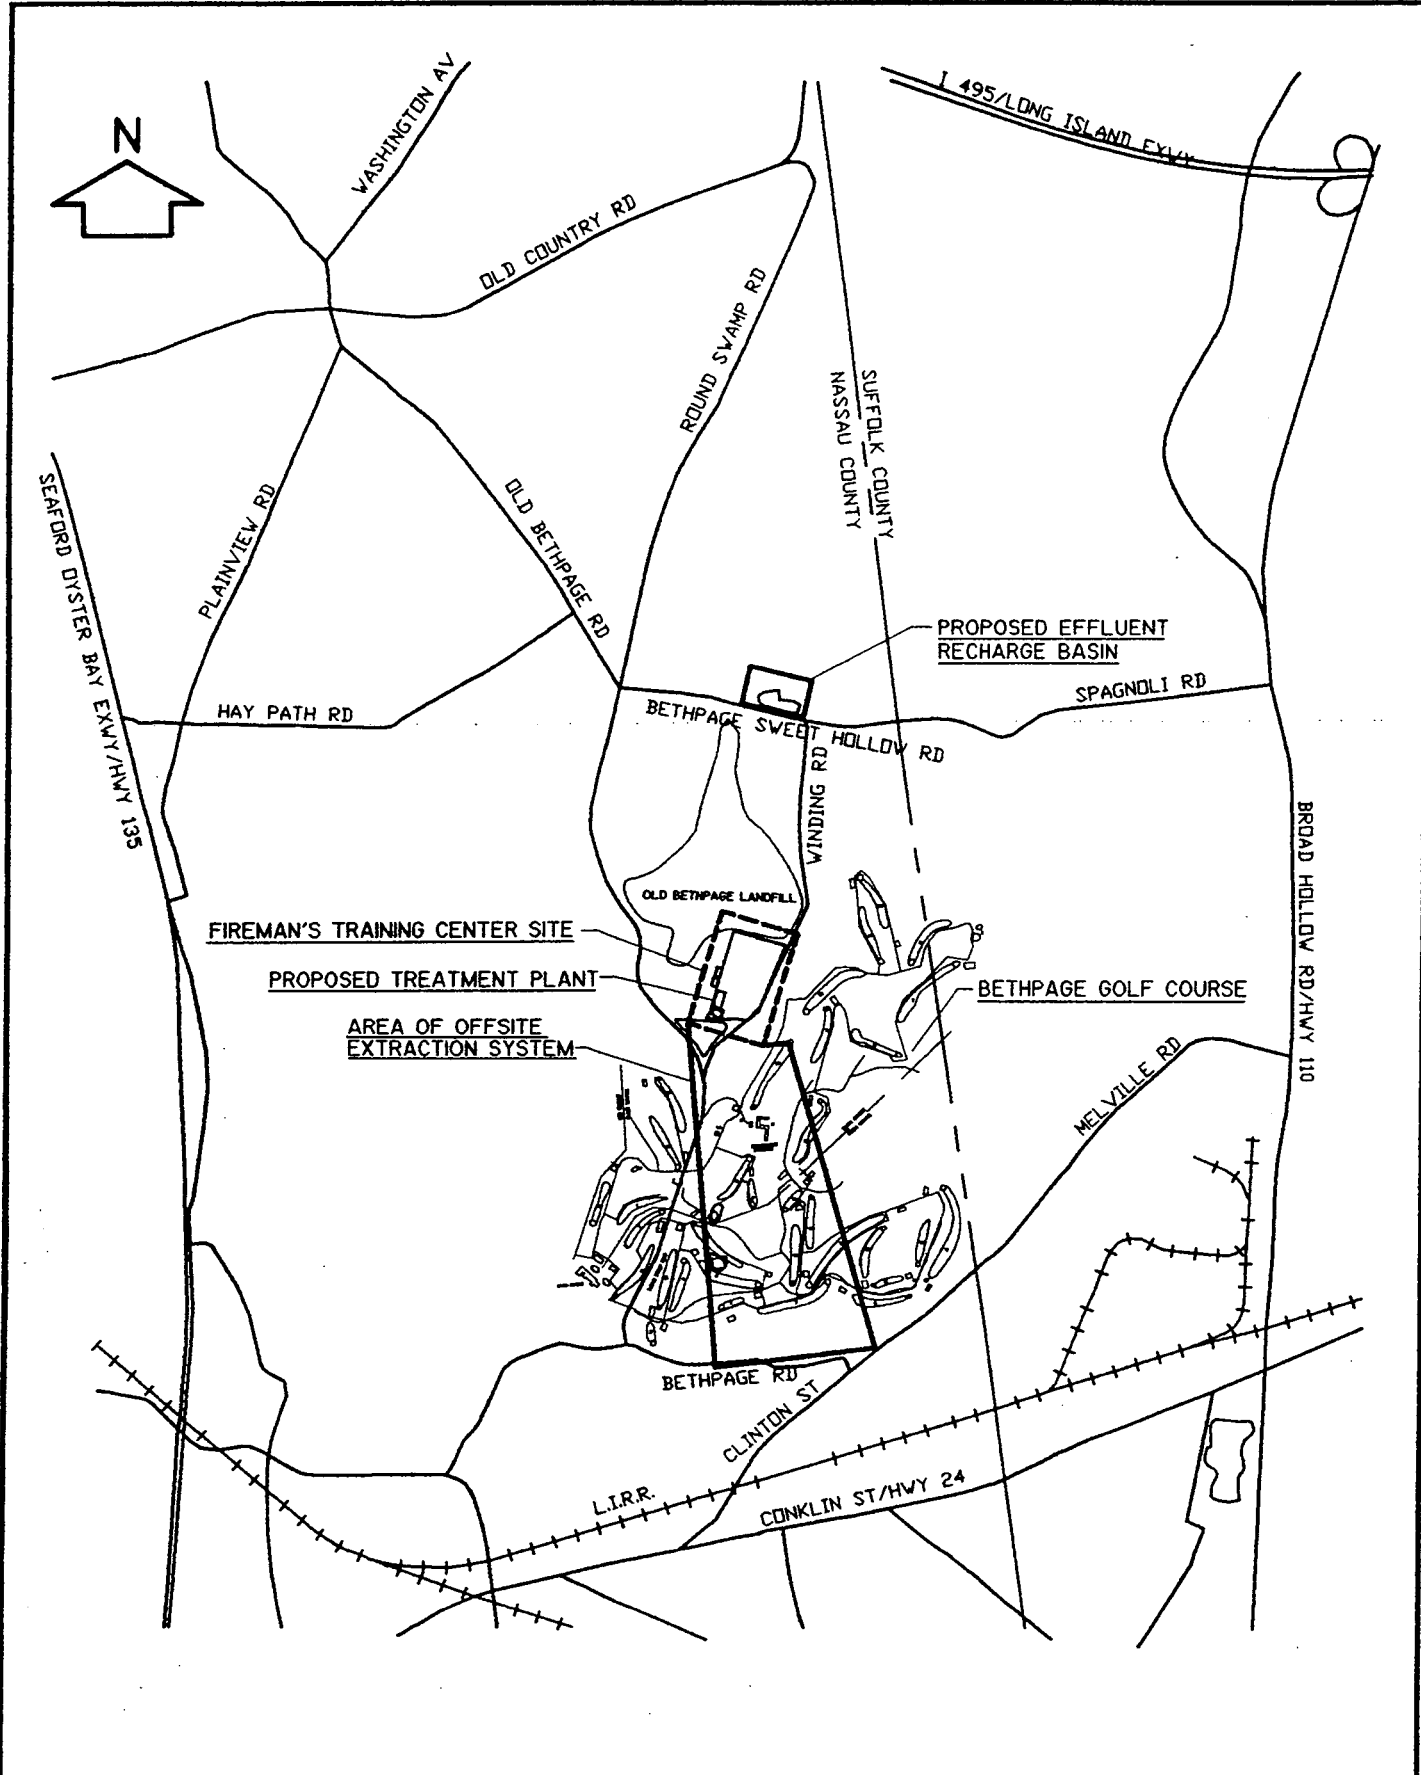 I 495/LONG ISLAND EXWY
WASHINGTON AV
N
OLD COUNTRY RD
ROUND SWAMP RD
SUFFOLK COUNTY
NASSAU COUNTY
SEAFORD OYSTER BAY EXWY/HWY 135
PLAINVIEW RD
OLD BETHPAGE RD
PROPOSED EFFLUENT
RECHARGE BASIN
SPAGNOLI RD
HAY PATH RD
BETHPAGE SWEET HOLLOW RD
WINDING RD
BROAD HOLLOW RD/HWY 110
OLD BETHPAGE LANDFILL
FIREMAN'S TRAINING CENTER SITE
PROPOSED TREATMENT PLANT
BETHPAGE GOLF COURSE
AREA OF OFFSITE
EXTRACTION SYSTEM
MELVILLE RD
BETHPAGE RD
CLINTON ST
L.I.R.R.
CONKLIN ST/HWY 24